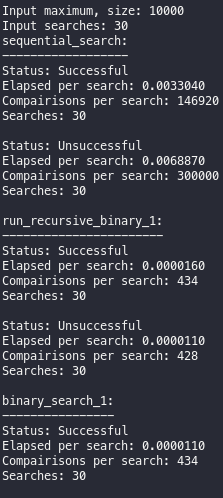 Input maximum, size: 10000
Input searches: 30
sequential_search:
------------------
Status: Successful
Elapsed per search: 0.0033040
Compairisons per search: 146920
Searches: 30

Status: Unsuccessful
Elapsed per search: 0.0068870
Compairisons per search: 300000
Searches: 30

run_recursive_binary_1:
-----------------------
Status: Successful
Elapsed per search: 0.0000160
Compairisons per search: 434
Searches: 30

Status: Unsuccessful
Elapsed per search: 0.0000110
Compairisons per search: 428
Searches: 30

binary_search_1:
----------------
Status: Successful
Elapsed per search: 0.0000110
Compairisons per search: 434
Searches: 30